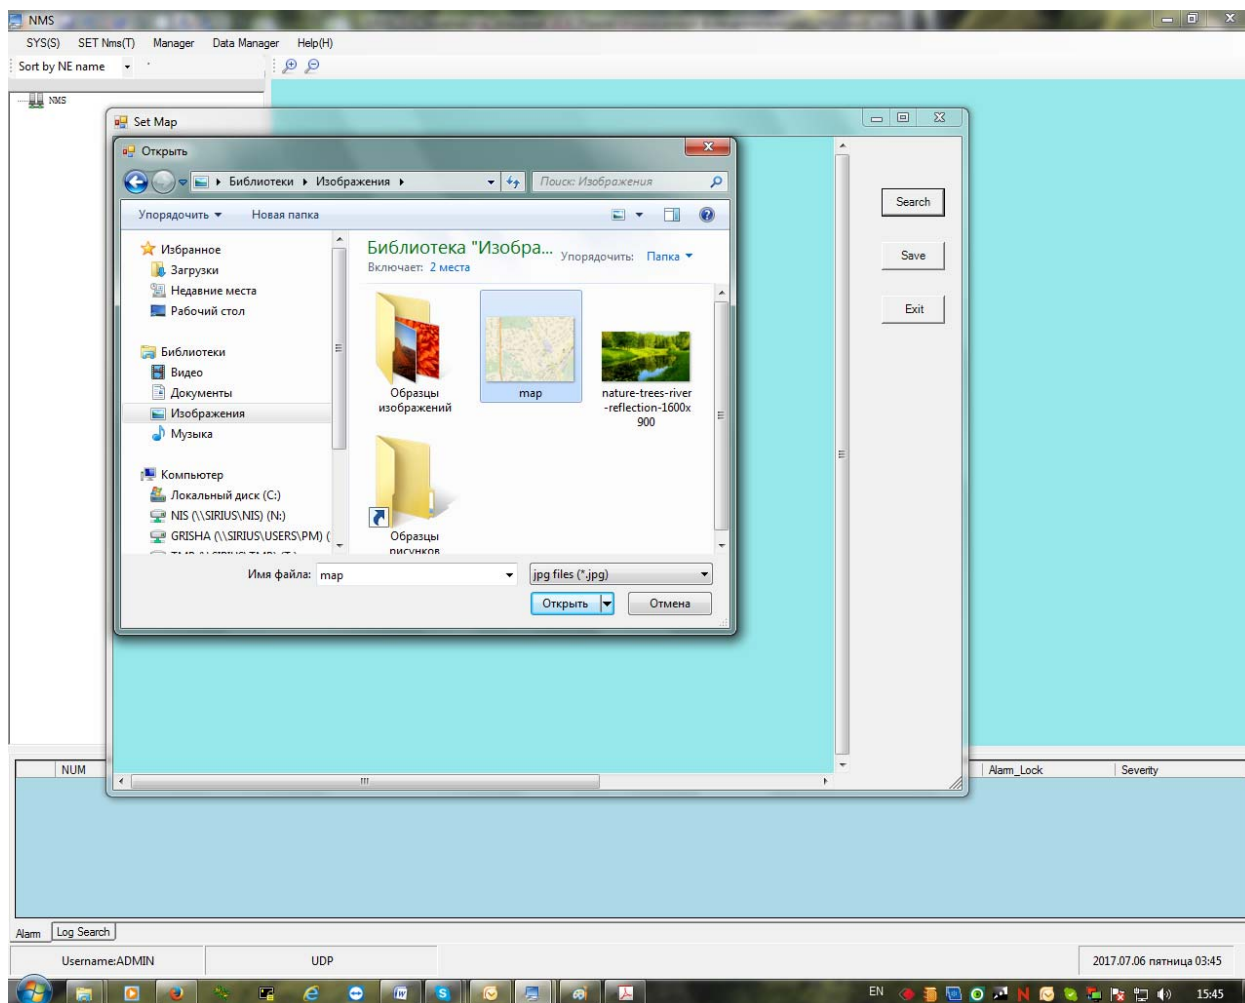 NMS
SYS(S) SET Nms(T) Manager Data Manager Help(H)
Sort by NE name
NMS
Set Map
Открыть
Библиотеки Изображения
Поиск: Изображения
Упорядочить Новая папка
Избранное
Загрузки
Недавние места
Рабочий стол
Библиотеки
Видео
Документы
Изображения
Музыка
Компьютер
Локальный диск (C:)
NIS (\\SIRIUS\NIS) (N:)
GRISHA (\\SIRIUS\USERS\PM) (
Библиотека "Изобра...
Включает: 2 места
Упорядочить: Папка
Образцы
изображений
map
nature-trees-river
-reflection-1600x
900
Образцы
рисунков
Имя файла: map
jpg files (*.jpg)
Открыть Отмена
Search
Save
Exit
NUM Alarm_Lock Severity
Alarm Log Search
Username:ADMIN UDP 2017.07.06 пятница 03:45
EN 15:45